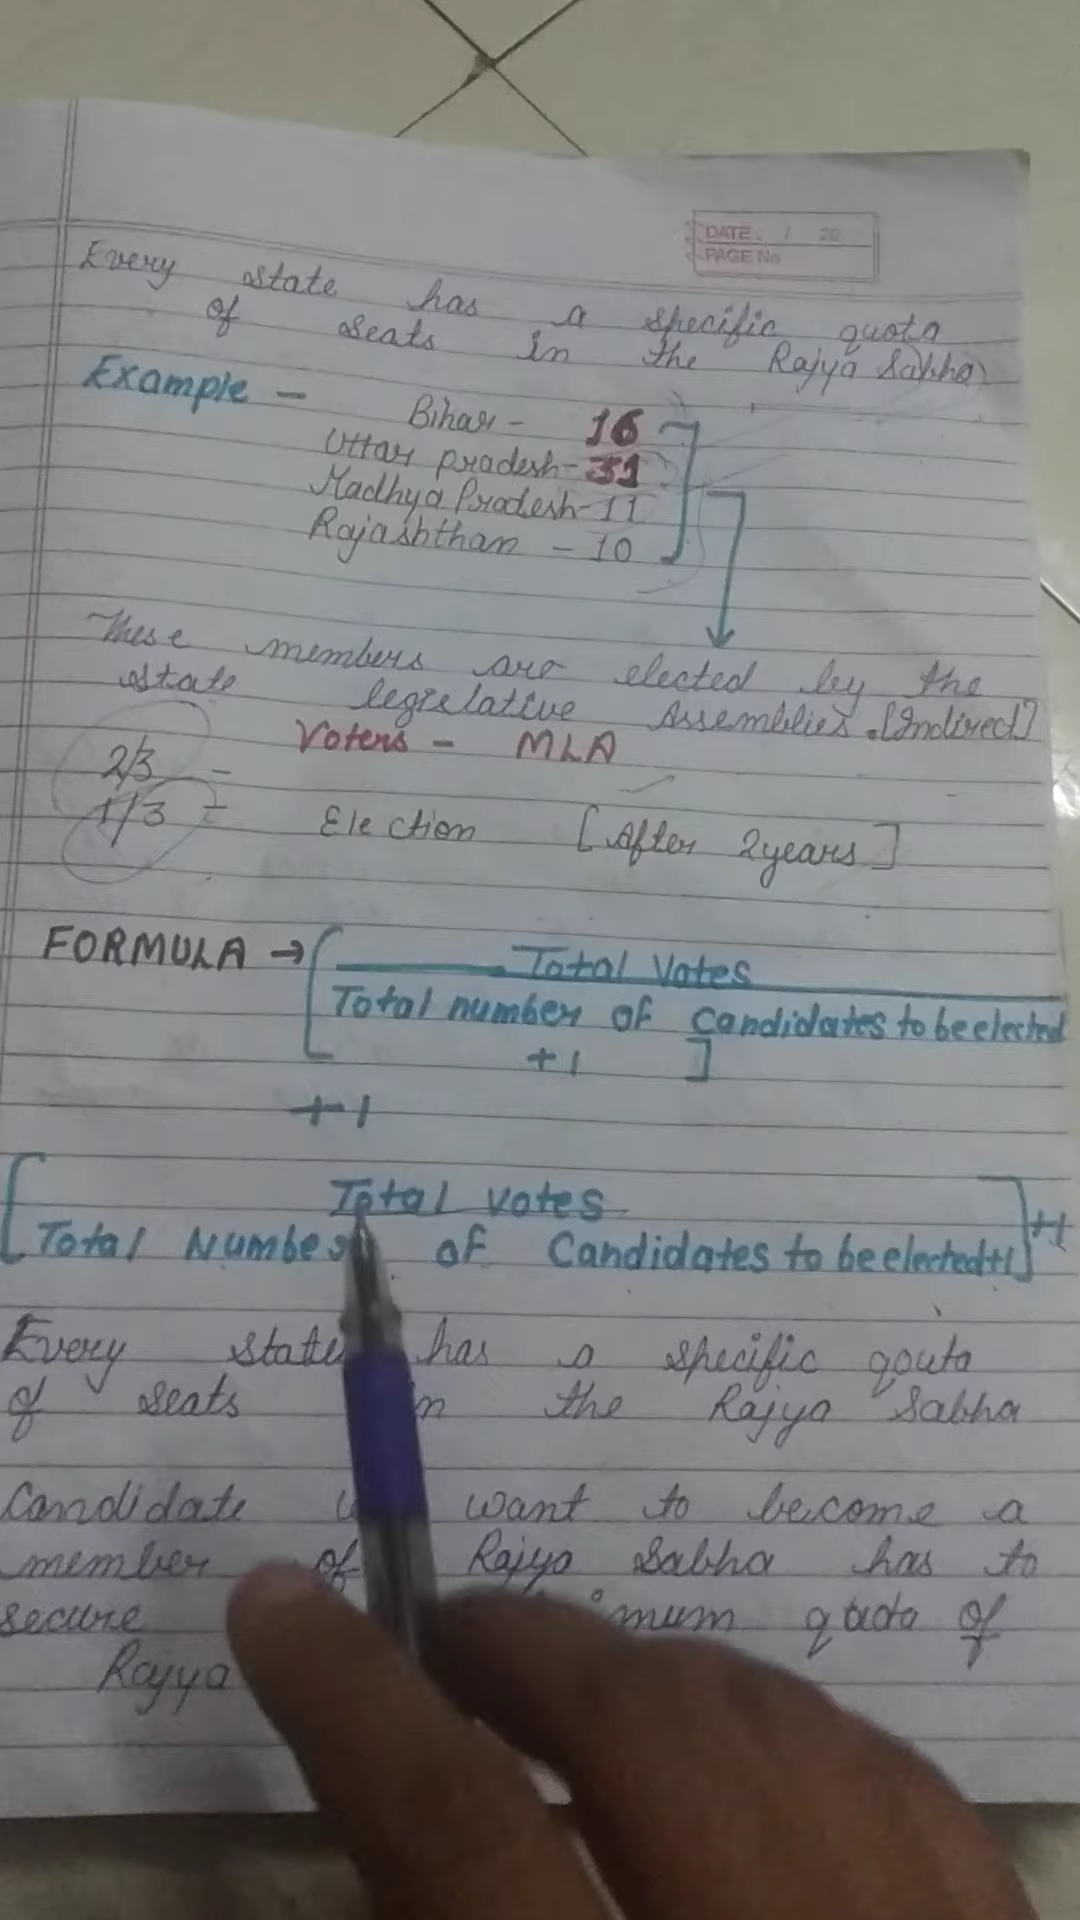 DATE: / 20
PAGE No
Every state has a specific quota
of seats in the Rajya Sabha
Example -
Bihar - 16
Uttar pradesh - 31
Madhya Pradesh - 11
Rajashthan - 10
These members are elected by the
state legislative Assemblies. [Indirect]
Voters - MLA
2/3 -
1/3 - Election [After 2years]
FORMULA → [ Total Votes
Total number of candidates to be elected
+1 ]
+1
[ Total votes
Total Number of Candidates to be elected+1 ] +1
Every state has a specific qouta
of seats in the Rajya Sabha
Candidate want to become a
member of Rajya Sabha has to
secure quota of
Rajya